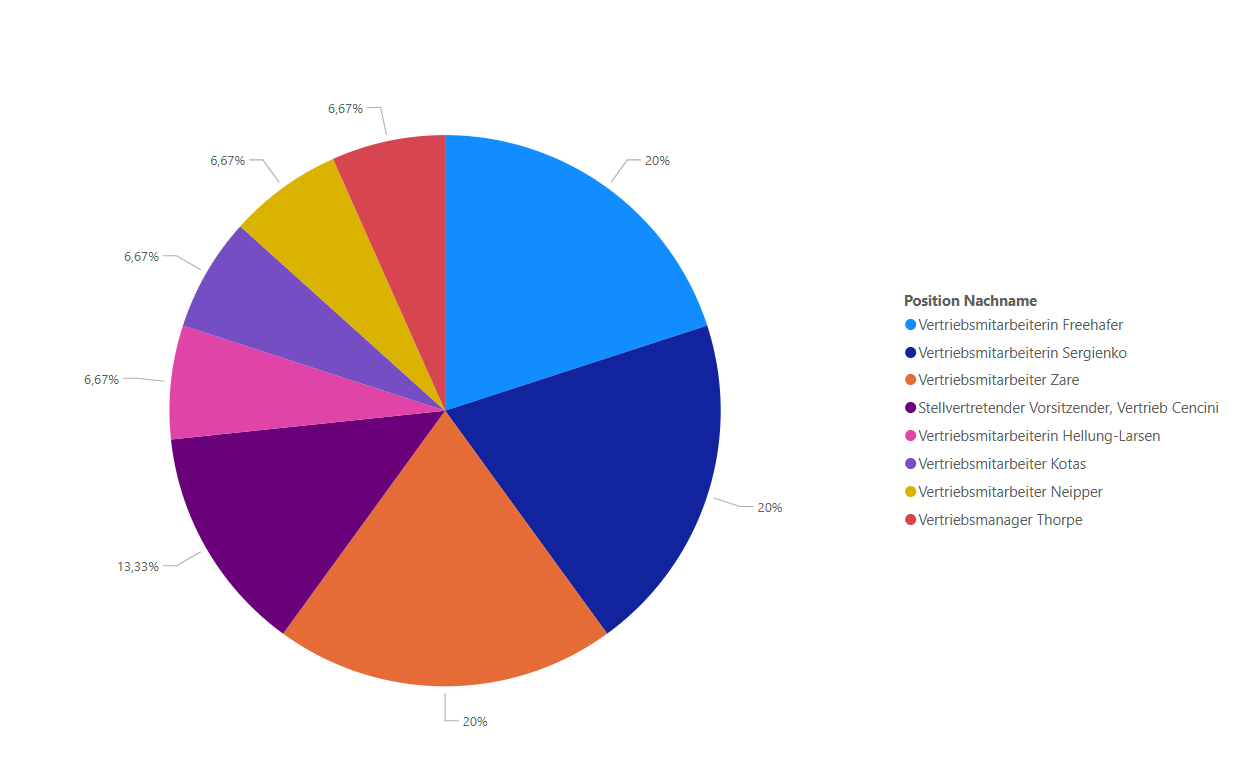 6,67%
6,67%
20%
6,67%
6,67%
20%
13,33%
20%
Position Nachname
Vertriebsmitarbeiterin Freehafer
Vertriebsmitarbeiterin Sergienko
Vertriebsmitarbeiter Zare
Stellvertretender Vorsitzender, Vertrieb Cencini
Vertriebsmitarbeiterin Hellung-Larsen
Vertriebsmitarbeiter Kotas
Vertriebsmitarbeiter Neipper
Vertriebsmanager Thorpe